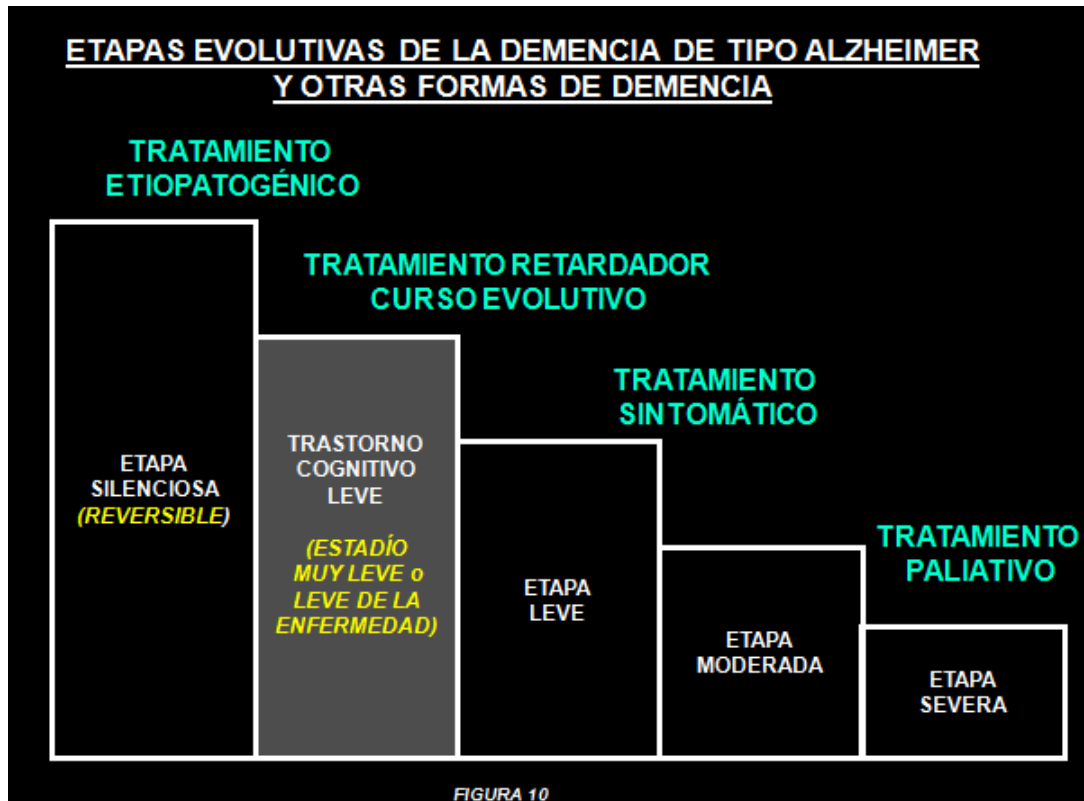 ETAPAS EVOLUTIVAS DE LA DEMENCIA DE TIPO ALZHEIMER
Y OTRAS FORMAS DE DEMENCIA
TRATAMIENTO
ETIOPATOGÉNICO
TRATAMIENTO RETARDADOR
CURSO EVOLUTIVO
TRATAMIENTO
SINTOMÁTICO
TRATAMIENTO
PALIATIVO
ETAPA
SILENCIOSA
(REVERSIBLE)
TRASTORNO
COGNITIVO
LEVE
(ESTADÍO
MUY LEVE o
LEVE DE LA
ENFERMEDAD)
ETAPA
LEVE
ETAPA
MODERADA
ETAPA
SEVERA
FIGURA 10